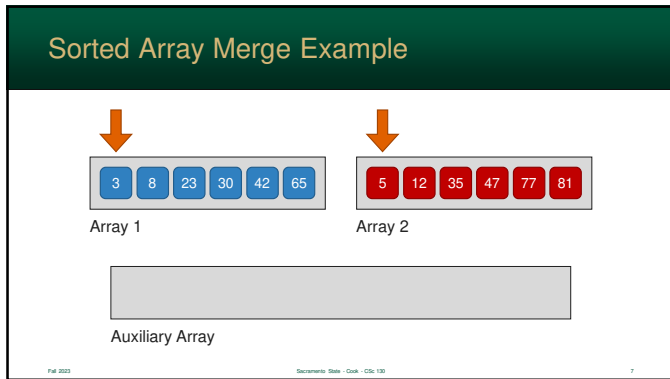 Sorted Array Merge Example
3 8 23 30 42 65 5 12 35 47 77 81
Array 1 Array 2
Auxiliary Array
Fall 2023 Sacramento State - Cook - CSc 130 7